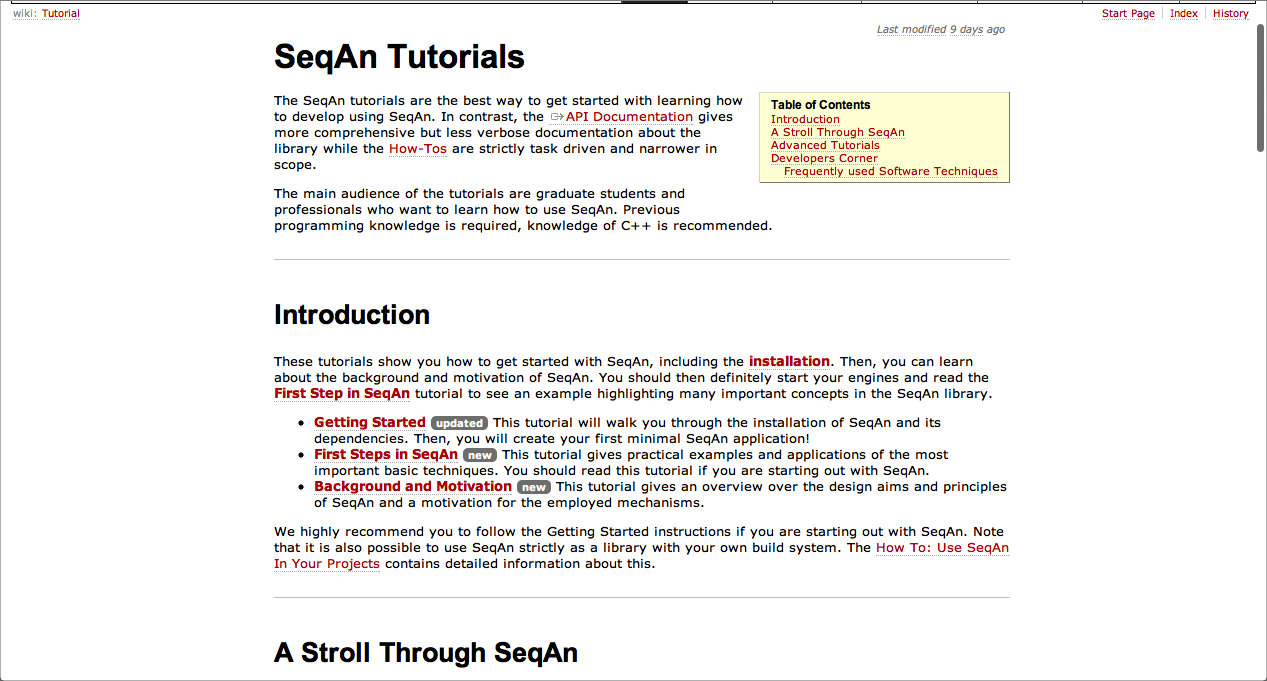 wiki: Tutorial
Start Page
Index
History
Last modified 9 days ago
SeqAn Tutorials
The SeqAn tutorials are the best way to get started with learning how
to develop using SeqAn. In contrast, the API Documentation gives
more comprehensive but less verbose documentation about the
library while the How-Tos are strictly task driven and narrower in
scope.
Table of Contents
Introduction
A Stroll Through SeqAn
Advanced Tutorials
Developers Corner
Frequently used Software Techniques
The main audience of the tutorials are graduate students and
professionals who want to learn how to use SeqAn. Previous
programming knowledge is required, knowledge of C++ is recommended.
Introduction
These tutorials show you how to get started with SeqAn, including the installation. Then, you can learn
about the background and motivation of SeqAn. You should then definitely start your engines and read the
First Step in SeqAn tutorial to see an example highlighting many important concepts in the SeqAn library.
• Getting Started updated This tutorial will walk you through the installation of SeqAn and its
dependencies. Then, you will create your first minimal SeqAn application!
• First Steps in SeqAn new This tutorial gives practical examples and applications of the most
important basic techniques. You should read this tutorial if you are starting out with SeqAn.
• Background and Motivation new This tutorial gives an overview over the design aims and principles
of SeqAn and a motivation for the employed mechanisms.
We highly recommend you to follow the Getting Started instructions if you are starting out with SeqAn. Note
that it is also possible to use SeqAn strictly as a library with your own build system. The How To: Use SeqAn
In Your Projects contains detailed information about this.
A Stroll Through SeqAn